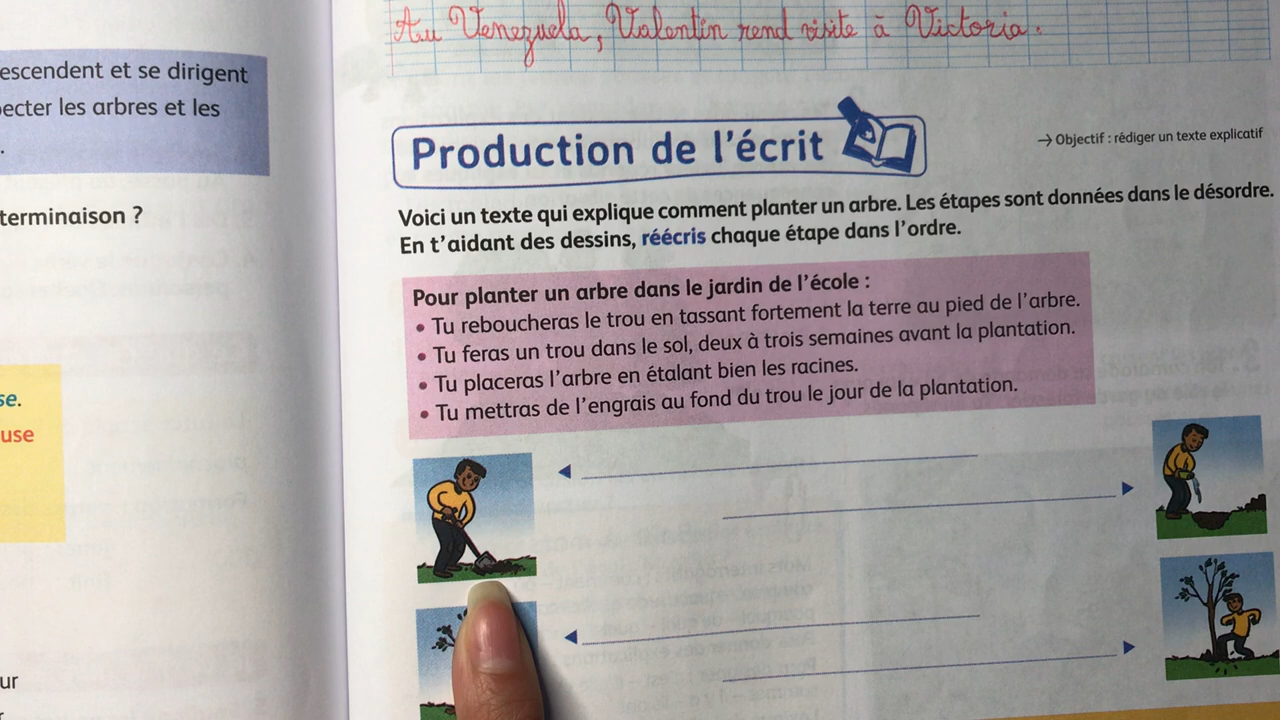 Au Venezuela, Valentin rend visite à Victoria.
escendent et se dirigent
ecter les arbres et les
.
terminaison ?
se.
use
ur
Production de l'écrit
→ Objectif : rédiger un texte explicatif
Voici un texte qui explique comment planter un arbre. Les étapes sont données dans le désordre.
En t'aidant des dessins, réécris chaque étape dans l'ordre.
Pour planter un arbre dans le jardin de l'école :
• Tu reboucheras le trou en tassant fortement la terre au pied de l'arbre.
• Tu feras un trou dans le sol, deux à trois semaines avant la plantation.
• Tu placeras l'arbre en étalant bien les racines.
• Tu mettras de l'engrais au fond du trou le jour de la plantation.